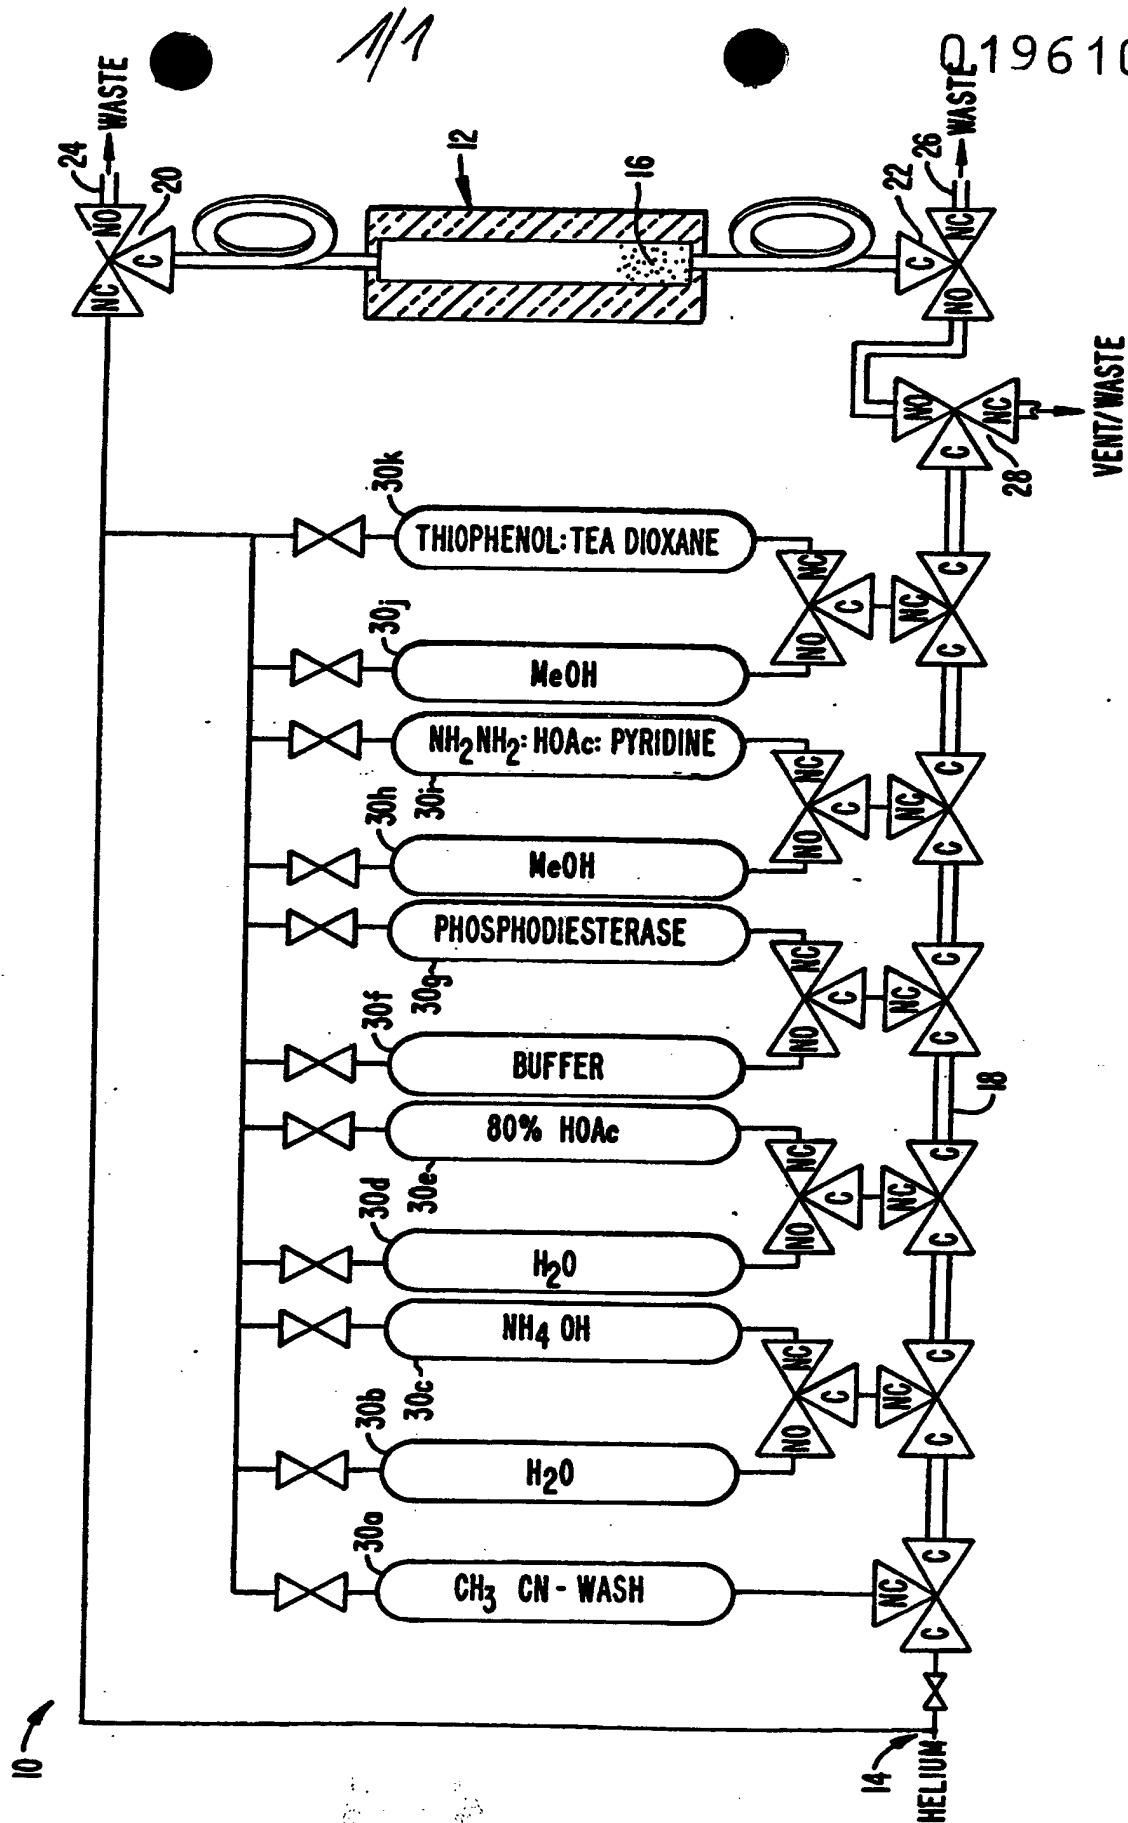 1/1
019610
24
WASTE
NC
NO
C
20
12
16
WASTE
26
22
C
NC
NO
NO
NC
C
28
VENT/WASTE
30k
THIOPHENOL:TEA DIOXANE
30j
MeOH
NH2NH2:HOAc:PYRIDINE
30i
30h
MeOH
PHOSPHODIESTERASE
30g
30f
BUFFER
80% HOAc
30e
30d
H2O
NH4 OH
30c
30b
H2O
30a
CH3 CN-WASH
NO
NC
C
NC
C
C
NO
NC
C
NC
C
C
NO
NC
C
NC
C
C
NO
NC
C
NC
C
C
NO
NC
C
NC
C
C
NC
C
C
18
10
14
HELIUM